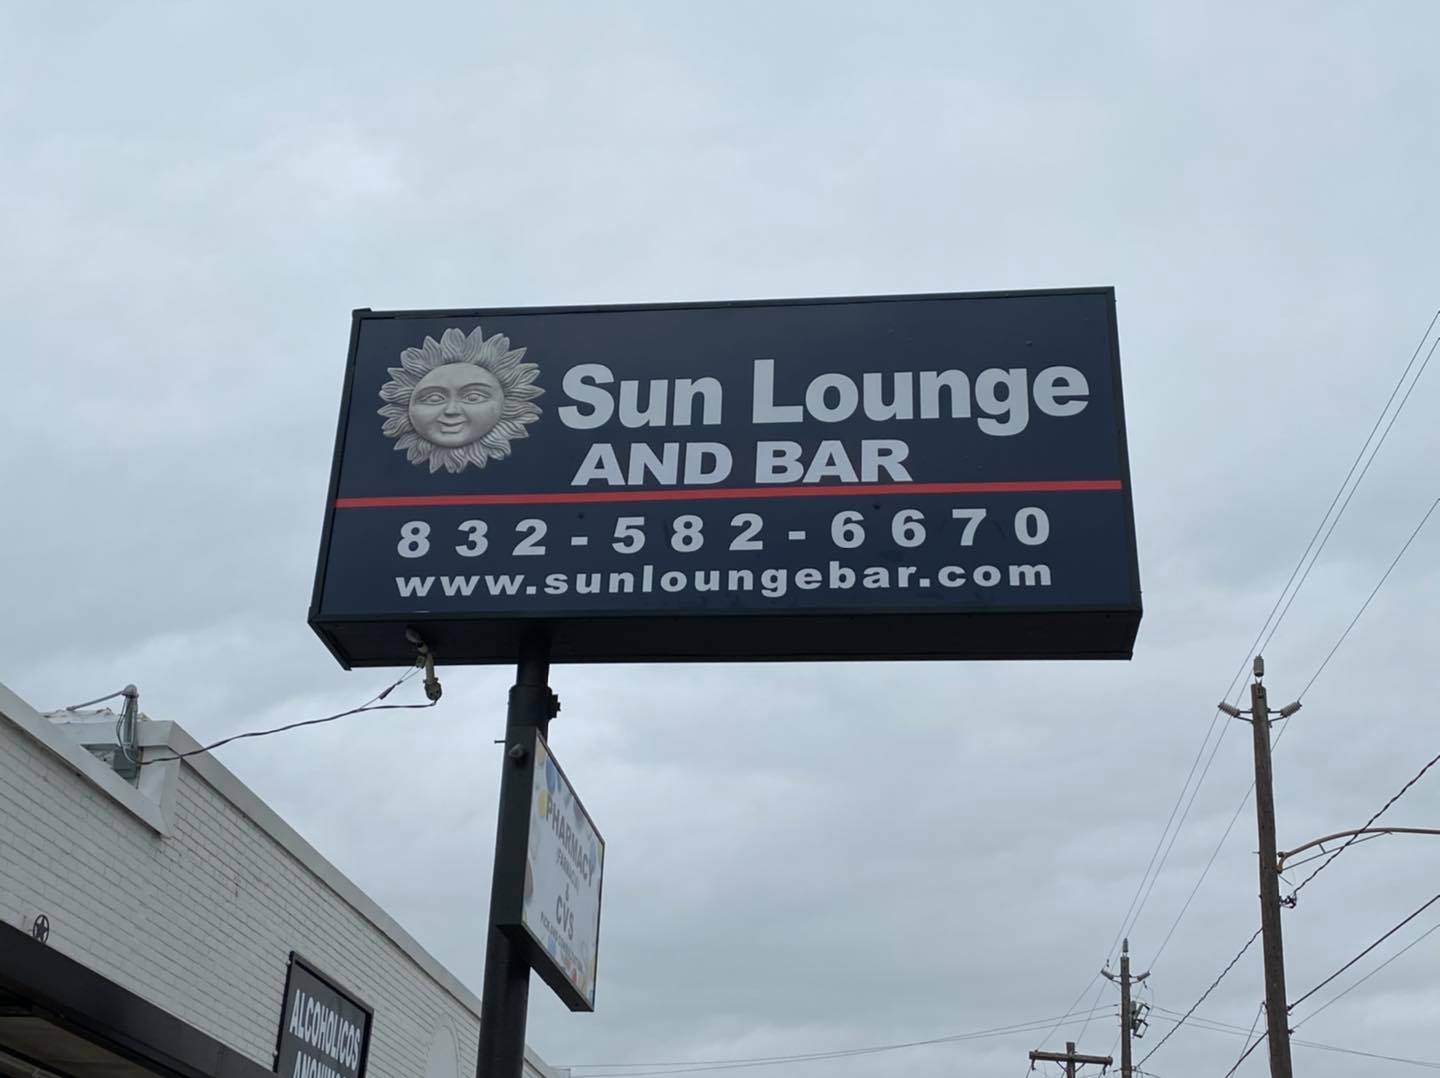 Sun Lounge
AND BAR
832-582-6670
www.sunloungebar.com
PHARMACY
&
CVS
ALCOHOLICOS